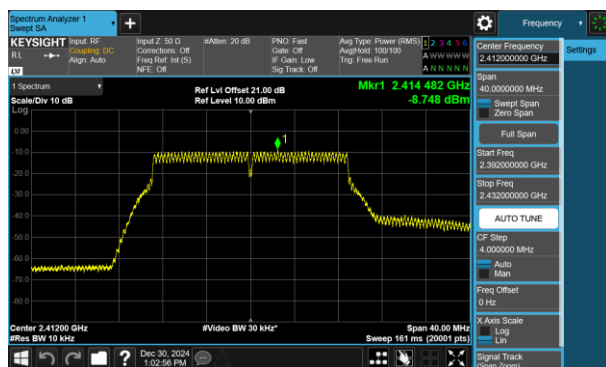 Spectrum Analyzer 1
Swept SA
Frequency
KEYSIGHT
Input: RF
Coupling: DC
Align: Auto
Input Z: 50 Ω
Corrections: Off
Freq Ref: Int (S)
NFE: Off
#Atten: 20 dB
PNO: Fast
Gate: Off
IF Gain: Low
Sig Track: Off
Avg Type: Power (RMS)
Avg|Hold: 100/100
Trig: Free Run
1 2 3 4 5 6
A W W W W W
A N N N N N
RL
LXI
1 Spectrum
Scale/Div 10 dB
Log
Ref Lvl Offset 21.00 dB
Ref Level 10.00 dBm
Mkr1 2.414 482 GHz
-8.748 dBm
1
0.00
-10.0
-20.0
-30.0
-40.0
-50.0
-60.0
-70.0
-80.0
Center 2.41200 GHz
#Res BW 10 kHz
#Video BW 30 kHz*
Span 40.00 MHz
Sweep 161 ms (20001 pts)
Dec 30, 2024
1:02:56 PM
Center Frequency
2.412000000 GHz
Settings
Span
40.0000000 MHz
Swept Span
Zero Span
Full Span
Start Freq
2.392000000 GHz
Stop Freq
2.432000000 GHz
AUTO TUNE
CF Step
4.000000 MHz
Auto
Man
Freq Offset
0 Hz
X Axis Scale
Log
Lin
Signal Track
(Span Zoom)